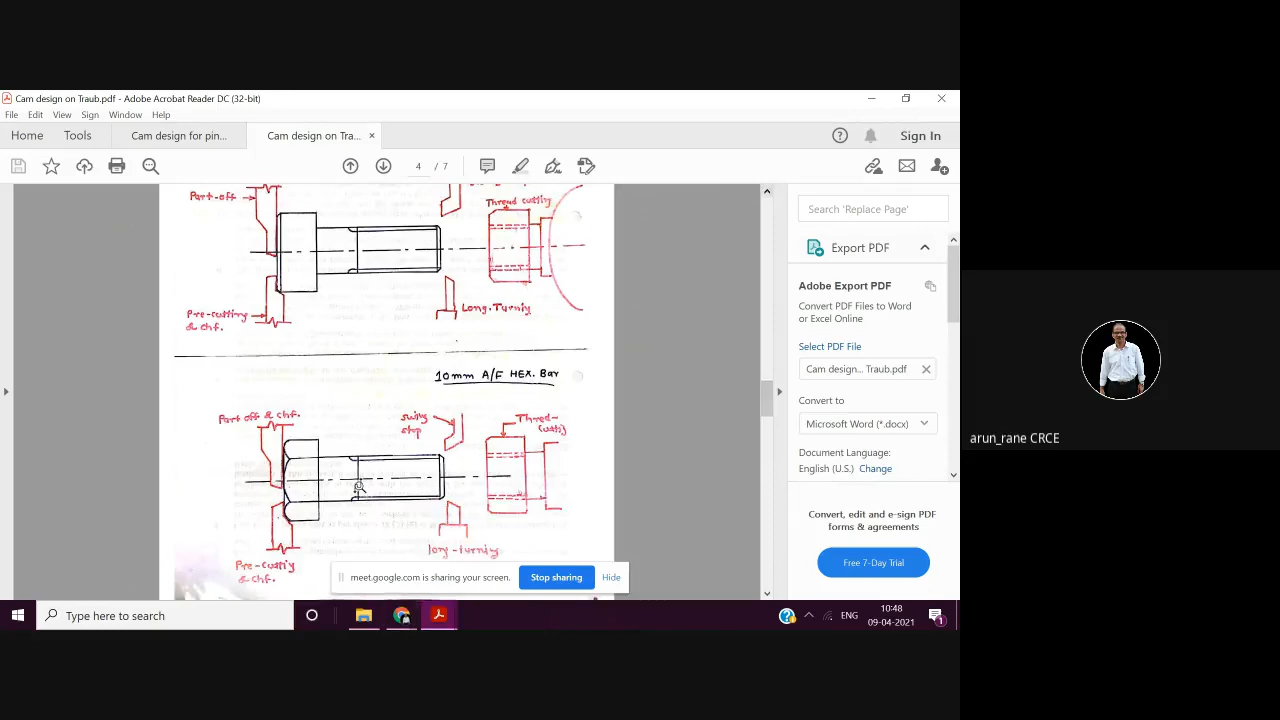 Cam design on Traub.pdf - Adobe Acrobat Reader DC (32-bit)
File Edit View Sign Window Help
Home Tools Cam design for pin... Cam design on Tra... × Sign In
4 / 7
Part-off
Thread cutting
Pre-cutting
& chf.
Long. Turniy
10mm A/F HEX. Bar
Part off & chf.
swing
stop
Thred-
cuttig
Pre-cuttig
& chf.
long-turniy
Search 'Replace Page'
Export PDF
Adobe Export PDF
Convert PDF Files to Word
or Excel Online
Select PDF File
Cam design... Traub.pdf
Convert to
Microsoft Word (*.docx)
Document Language:
English (U.S.) Change
Convert, edit and e-sign PDF
forms & agreements
Free 7-Day Trial
meet.google.com is sharing your screen. Stop sharing Hide
Type here to search
ENG
10:48
09-04-2021
1
arun_rane CRCE